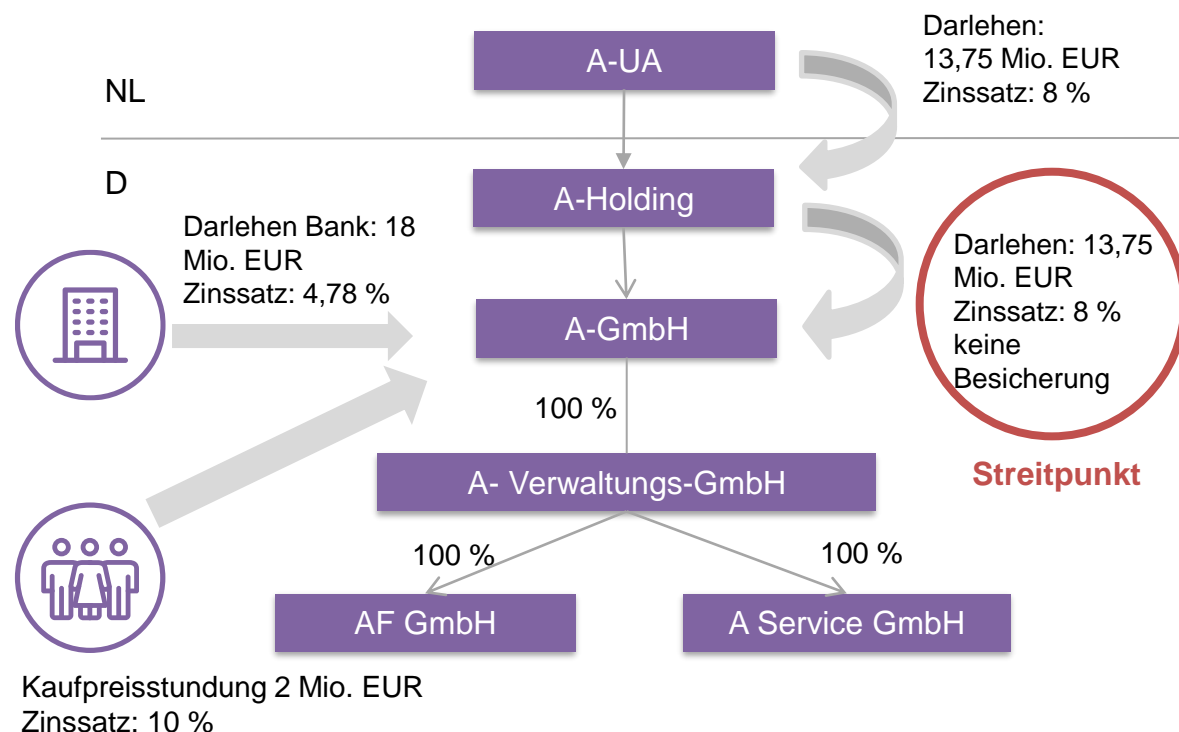 A-UA
Darlehen:
13,75 Mio. EUR
Zinssatz: 8 %
NL
D
A-Holding
Darlehen Bank: 18
Mio. EUR
Zinssatz: 4,78 %
Darlehen: 13,75
Mio. EUR
Zinssatz: 8 %
keine
Besicherung
A-GmbH
100 %
Streitpunkt
A- Verwaltungs-GmbH
100 %
100 %
AF GmbH
A Service GmbH
Kaufpreisstundung 2 Mio. EUR
Zinssatz: 10 %